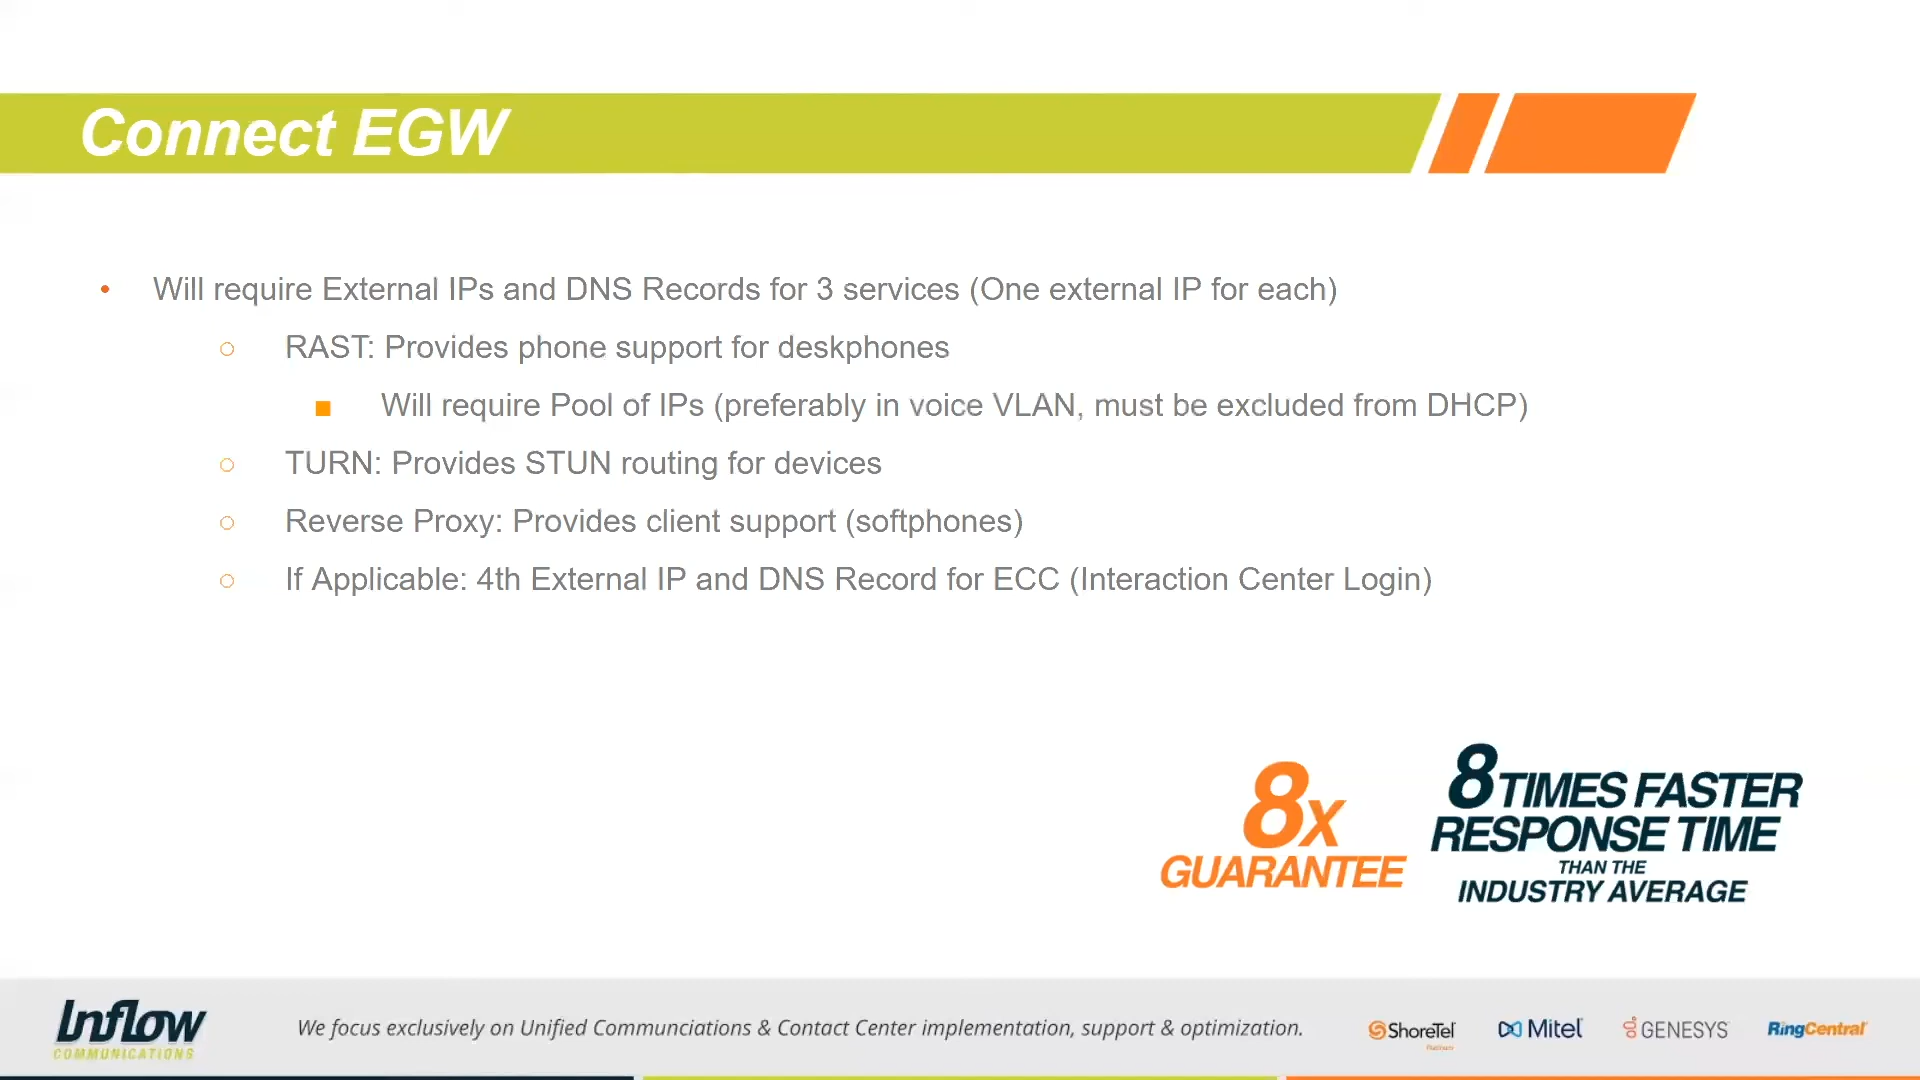 Connect EGW
• Will require External IPs and DNS Records for 3 services (One external IP for each)
○ RAST: Provides phone support for deskphones
■ Will require Pool of IPs (preferably in voice VLAN, must be excluded from DHCP)
○ TURN: Provides STUN routing for devices
○ Reverse Proxy: Provides client support (softphones)
○ If Applicable: 4th External IP and DNS Record for ECC (Interaction Center Login)
8x
GUARANTEE
8 TIMES FASTER
RESPONSE TIME
THAN THE
INDUSTRY AVERAGE
Inflow
COMMUNICATIONS
We focus exclusively on Unified Communciations & Contact Center implementation, support & optimization.
ShoreTel
Mitel
GENESYS
RingCentral